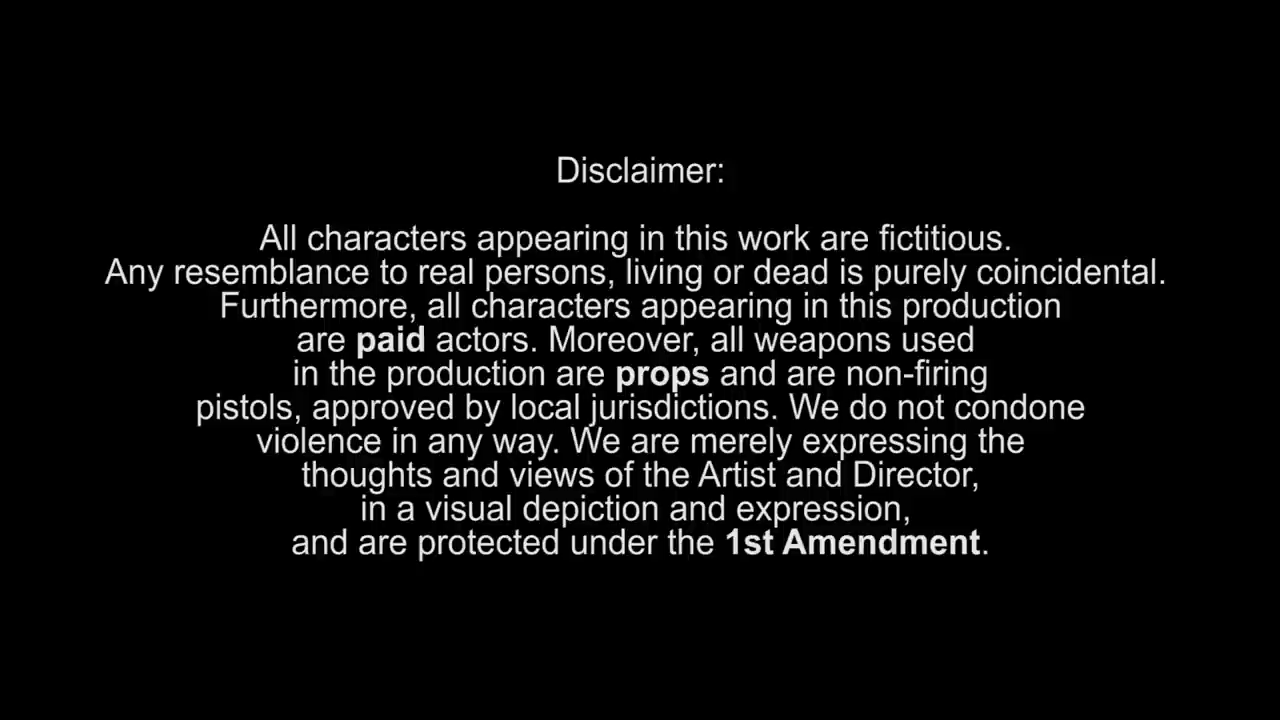 Disclaimer:
All characters appearing in this work are fictitious.
Any resemblance to real persons, living or dead is purely coincidental.
Furthermore, all characters appearing in this production
are paid actors. Moreover, all weapons used
in the production are props and are non-firing
pistols, approved by local jurisdictions. We do not condone
violence in any way. We are merely expressing the
thoughts and views of the Artist and Director,
in a visual depiction and expression,
and are protected under the 1st Amendment.